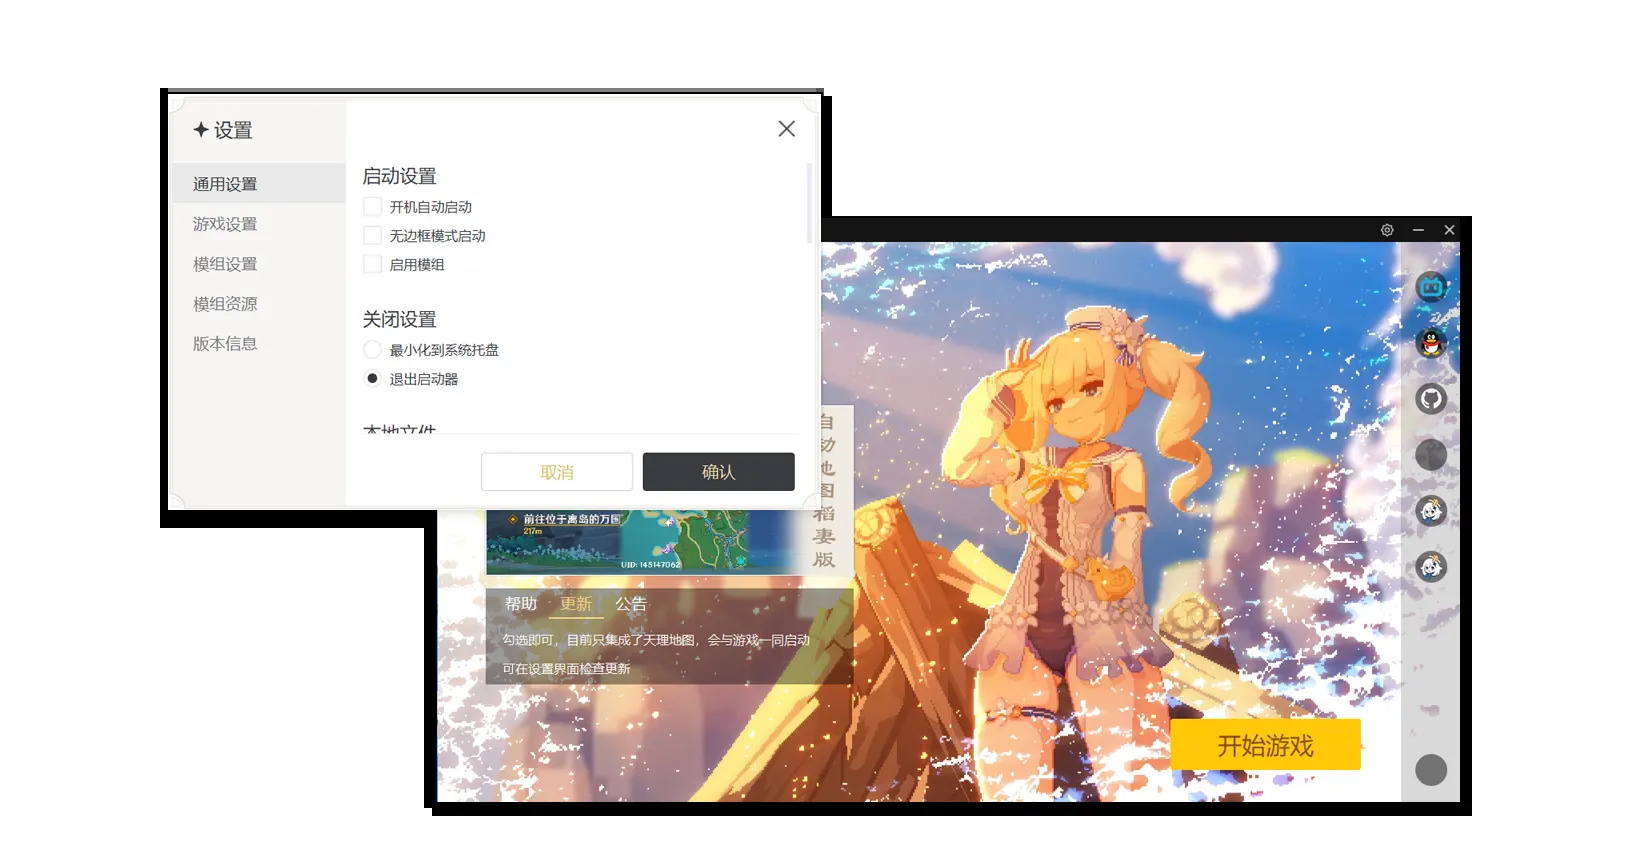 设置
通用设置
游戏设置
模组设置
模组资源
版本信息
启动设置
开机自动启动
无边框模式启动
启用模组
关闭设置
最小化到系统托盘
退出启动器
本地文件
取消
确认
自动地图稻妻版
前往位于离岛的万国
217m
UID: 145147062
帮助
更新
公告
勾选即可，目前只集成了天理地图，会与游戏一同启动
可在设置界面检查更新
开始游戏